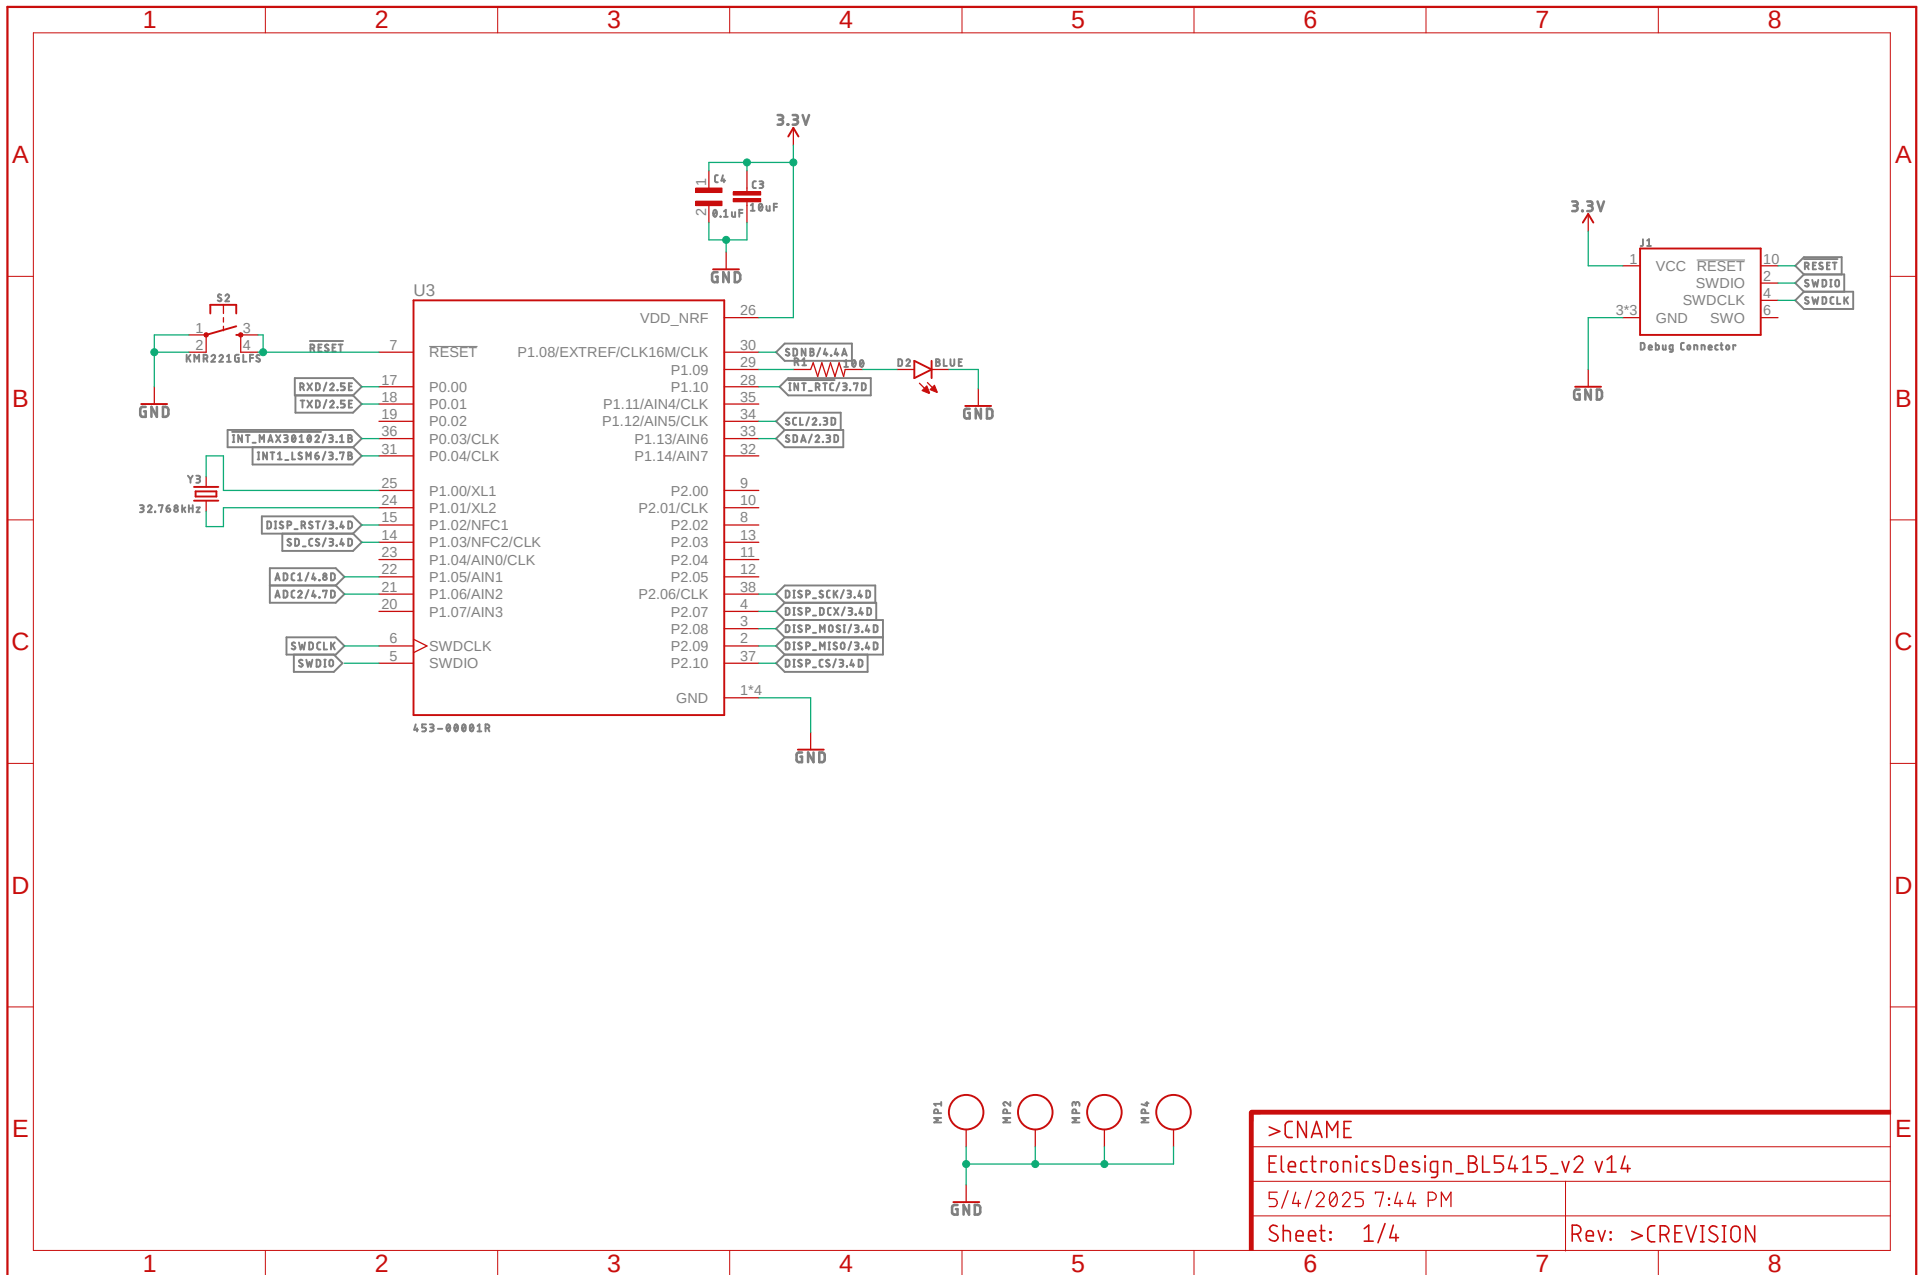 1 2 3 4 5 6 7 8
A A
B B
C C
D D
E E
3.3V
1 C4
2 0.1uF
C3
10uF
GND
S2
1 3
2 4
KMR221GLFS
RESET
GND
U3
7 RESET
RXD/2.5E 17 P0.00
TXD/2.5E 18 P0.01
19 P0.02
INT_MAX30102/3.1B 36 P0.03/CLK
INT1_LSM6/3.7B 31 P0.04/CLK
Y3
32.768kHz
25 P1.00/XL1
24 P1.01/XL2
DISP_RST/3.4D 15 P1.02/NFC1
SD_CS/3.4D 14 P1.03/NFC2/CLK
23 P1.04/AIN0/CLK
ADC1/4.8D 22 P1.05/AIN1
ADC2/4.7D 21 P1.06/AIN2
20 P1.07/AIN3
SWDCLK 6 SWDCLK
SWDIO 5 SWDIO
453-00001R
VDD_NRF 26
P1.08/EXTREF/CLK16M/CLK 30 SDNB/4.4A
P1.09 29 R1 100 D2 BLUE
P1.10 28 INT_RTC/3.7D
P1.11/AIN4/CLK 35
P1.12/AIN5/CLK 34 SCL/2.3D
P1.13/AIN6 33 SDA/2.3D
P1.14/AIN7 32
GND
P2.00 9
P2.01/CLK 10
P2.02 8
P2.03 13
P2.04 11
P2.05 12
P2.06/CLK 38 DISP_SCK/3.4D
P2.07 4 DISP_DCX/3.4D
P2.08 3 DISP_MOSI/3.4D
P2.09 2 DISP_MISO/3.4D
P2.10 37 DISP_CS/3.4D
GND 1*4
GND
3.3V
J1
1 VCC RESET 10 RESET
SWDIO 2 SWDIO
SWDCLK 4 SWDCLK
3*3 GND SWO 6
Debug Connector
GND
MP1 MP2 MP3 MP4
GND
>CNAME
ElectronicsDesign_BL5415_v2 v14
5/4/2025 7:44 PM
Sheet: 1/4 Rev: >CREVISION
1 2 3 4 5 6 7 8